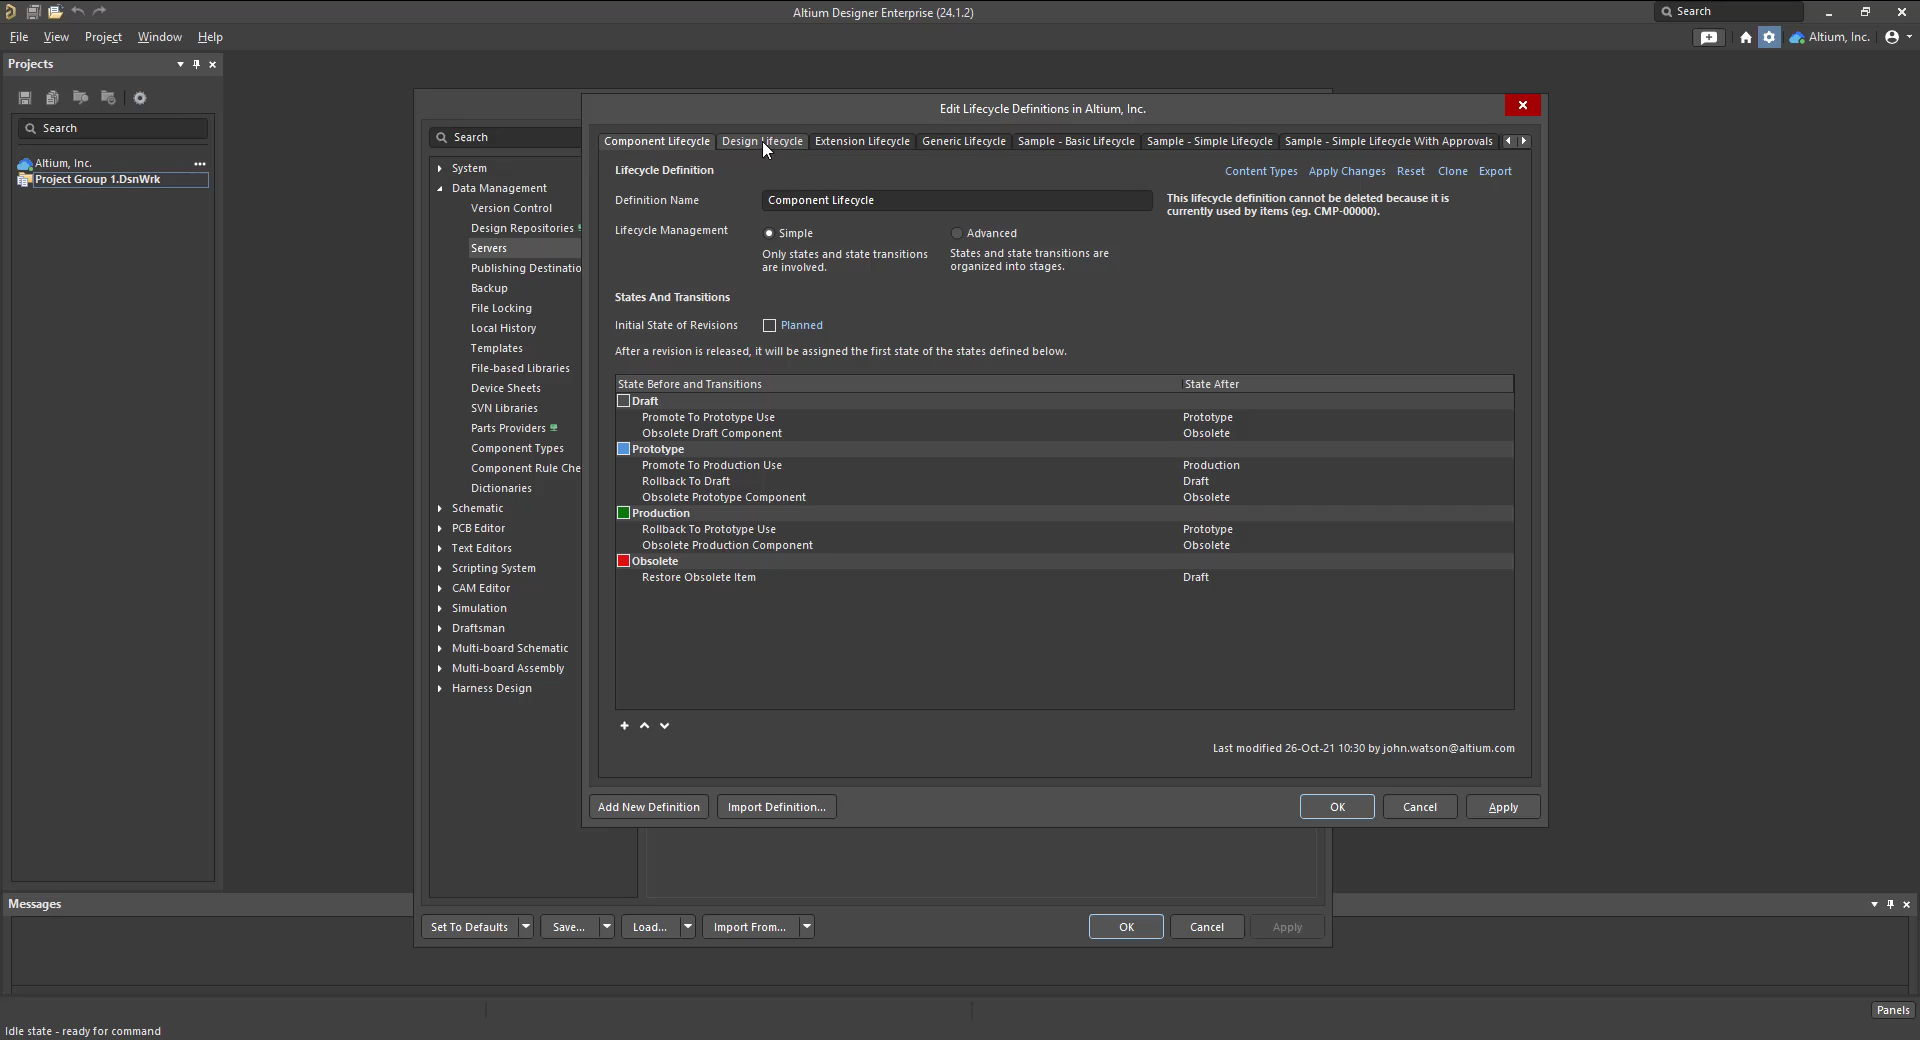 Altium Designer Enterprise (24.1.2)
Search
File View Project Window Help
Altium, Inc.
Projects
Search
Altium, Inc.
Project Group 1.DsnWrk
Search
System
Data Management
Version Control
Design Repositories
Servers
Publishing Destinatio
Backup
File Locking
Local History
Templates
File-based Libraries
Device Sheets
SVN Libraries
Parts Providers
Component Types
Component Rule Che
Dictionaries
Schematic
PCB Editor
Text Editors
Scripting System
CAM Editor
Simulation
Draftsman
Multi-board Schematic
Multi-board Assembly
Harness Design
Edit Lifecycle Definitions in Altium, Inc.
Component Lifecycle Design Lifecycle Extension Lifecycle Generic Lifecycle Sample - Basic Lifecycle Sample - Simple Lifecycle Sample - Simple Lifecycle With Approvals
Lifecycle Definition
Content Types Apply Changes Reset Clone Export
Definition Name Component Lifecycle
This lifecycle definition cannot be deleted because it is
currently used by items (eg. CMP-00000).
Lifecycle Management Simple Advanced
Only states and state transitions
are involved.
States and state transitions are
organized into stages.
States And Transitions
Initial State of Revisions Planned
After a revision is released, it will be assigned the first state of the states defined below.
State Before and Transitions State After
Draft
Promote To Prototype Use Prototype
Obsolete Draft Component Obsolete
Prototype
Promote To Production Use Production
Rollback To Draft Draft
Obsolete Prototype Component Obsolete
Production
Rollback To Prototype Use Prototype
Obsolete Production Component Obsolete
Obsolete
Restore Obsolete Item Draft
Last modified 26-Oct-21 10:30 by john.watson@altium.com
Add New Definition Import Definition... OK Cancel Apply
Set To Defaults Save... Load... Import From... OK Cancel Apply
Messages
Panels
Idle state - ready for command